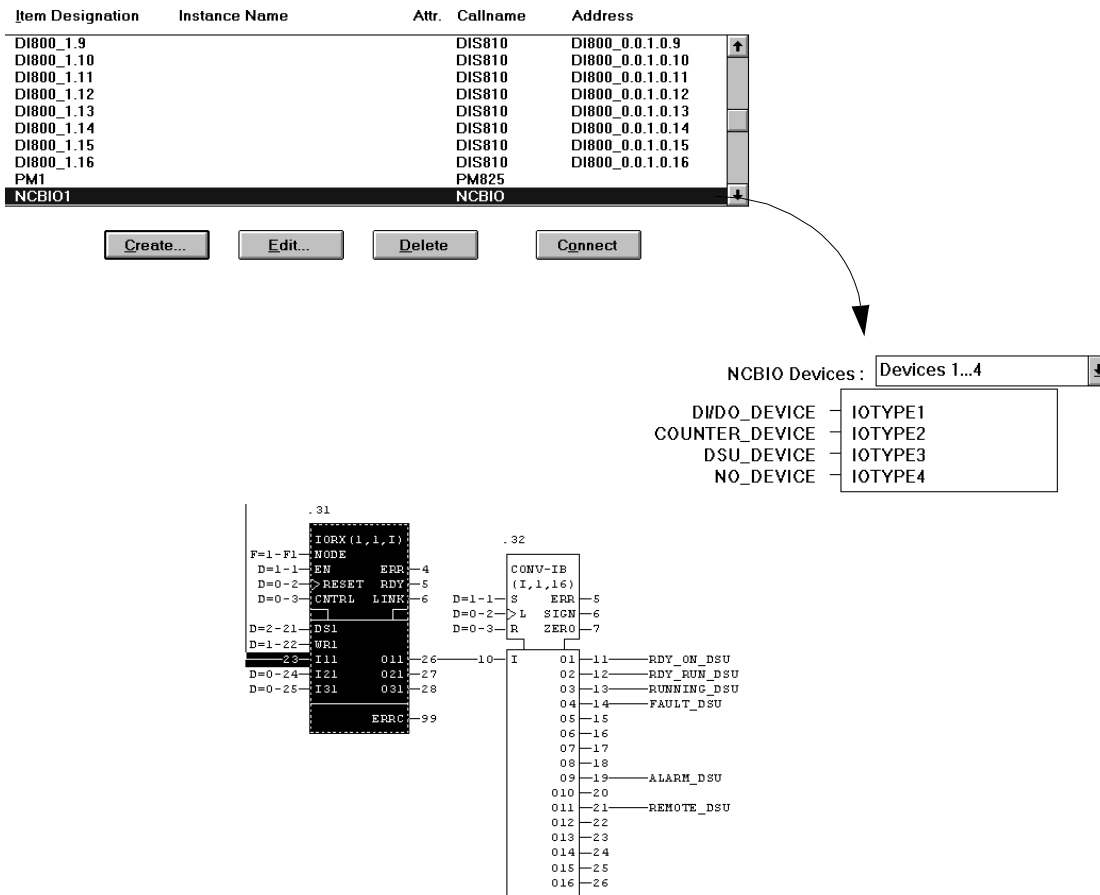 Item Designation Instance Name Attr. Callname Address
DI800_1.9 DIS810 DI800_0.0.1.0.9
DI800_1.10 DIS810 DI800_0.0.1.0.10
DI800_1.11 DIS810 DI800_0.0.1.0.11
DI800_1.12 DIS810 DI800_0.0.1.0.12
DI800_1.13 DIS810 DI800_0.0.1.0.13
DI800_1.14 DIS810 DI800_0.0.1.0.14
DI800_1.15 DIS810 DI800_0.0.1.0.15
DI800_1.16 DIS810 DI800_0.0.1.0.16
PM1 PM825
NCBIO1 NCBIO
Create... Edit... Delete Connect
NCBIO Devices : Devices 1...4
DI/DO_DEVICE IOTYPE1
COUNTER_DEVICE IOTYPE2
DSU_DEVICE IOTYPE3
NO_DEVICE IOTYPE4
.31
IORX(1,1,I)
F=1-F1 NODE
D=1-1 EN ERR 4
D=0-2 >RESET RDY 5
D=0-3 CNTRL LINK 6
D=2-21 DS1
D=1-22 WR1
23 I11 O11 26
D=0-24 I21 O21 27
D=0-25 I31 O31 28
ERRC 99
.32
CONV-IB
(I,1,16)
D=1-1 S ERR 5
D=0-2 >L SIGN 6
D=0-3 R ZERO 7
10 I O1 11 RDY_ON_DSU
O2 12 RDY_RUN_DSU
O3 13 RUNNING_DSU
O4 14 FAULT_DSU
O5 15
O6 16
O7 17
O8 18
O9 19 ALARM_DSU
O10 20
O11 21 REMOTE_DSU
O12 22
O13 23
O14 24
O15 25
O16 26